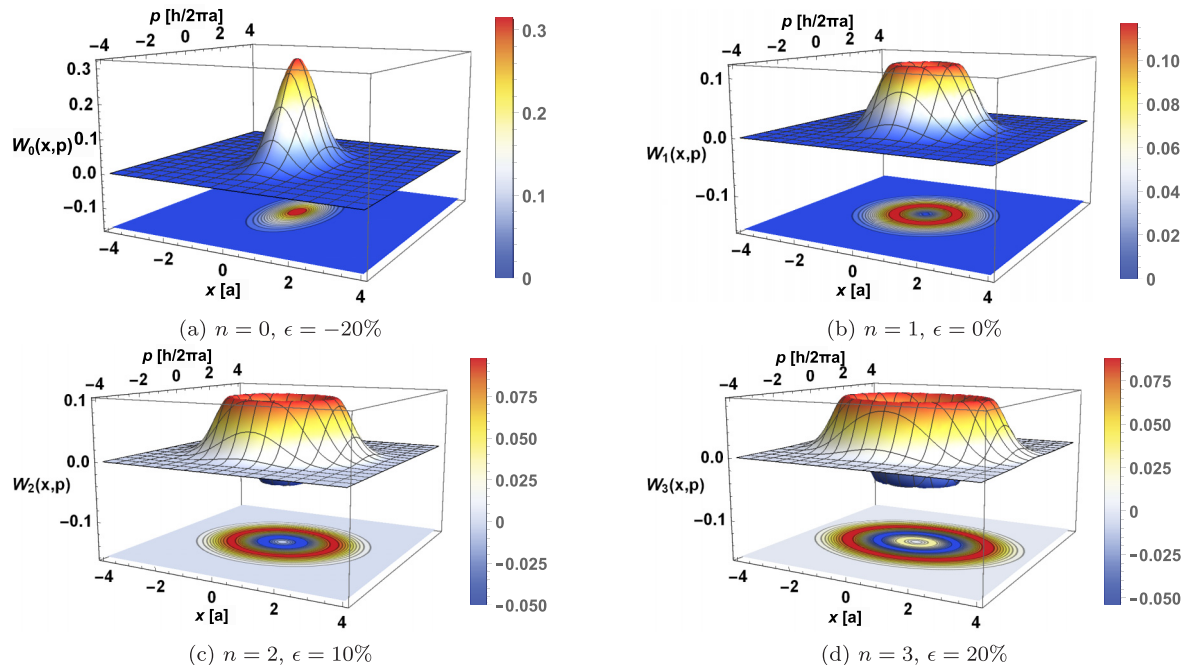 p [h/2πa]
−4 −2 0 2 4
0.3
0.2
0.1
0.0
−0.1
W0(x,p)
−4 −2 0 2 4
x [a]
0.3
0.2
0.1
0
(a) n = 0, ϵ = −20%
p [h/2πa]
−4 −2 0 2 4
0.1
0.0
−0.1
W1(x,p)
−4 −2 0 2 4
x [a]
0.10
0.08
0.06
0.04
0.02
0
(b) n = 1, ϵ = 0%
p [h/2πa]
−4 −2 0 2 4
0.1
0.0
−0.1
W2(x,p)
−4 −2 0 2 4
x [a]
0.075
0.050
0.025
0
−0.025
−0.050
(c) n = 2, ϵ = 10%
p [h/2πa]
−4 −2 0 2 4
0.1
0.0
−0.1
W3(x,p)
−4 −2 0 2 4
x [a]
0.075
0.050
0.025
0
−0.025
−0.050
(d) n = 3, ϵ = 20%